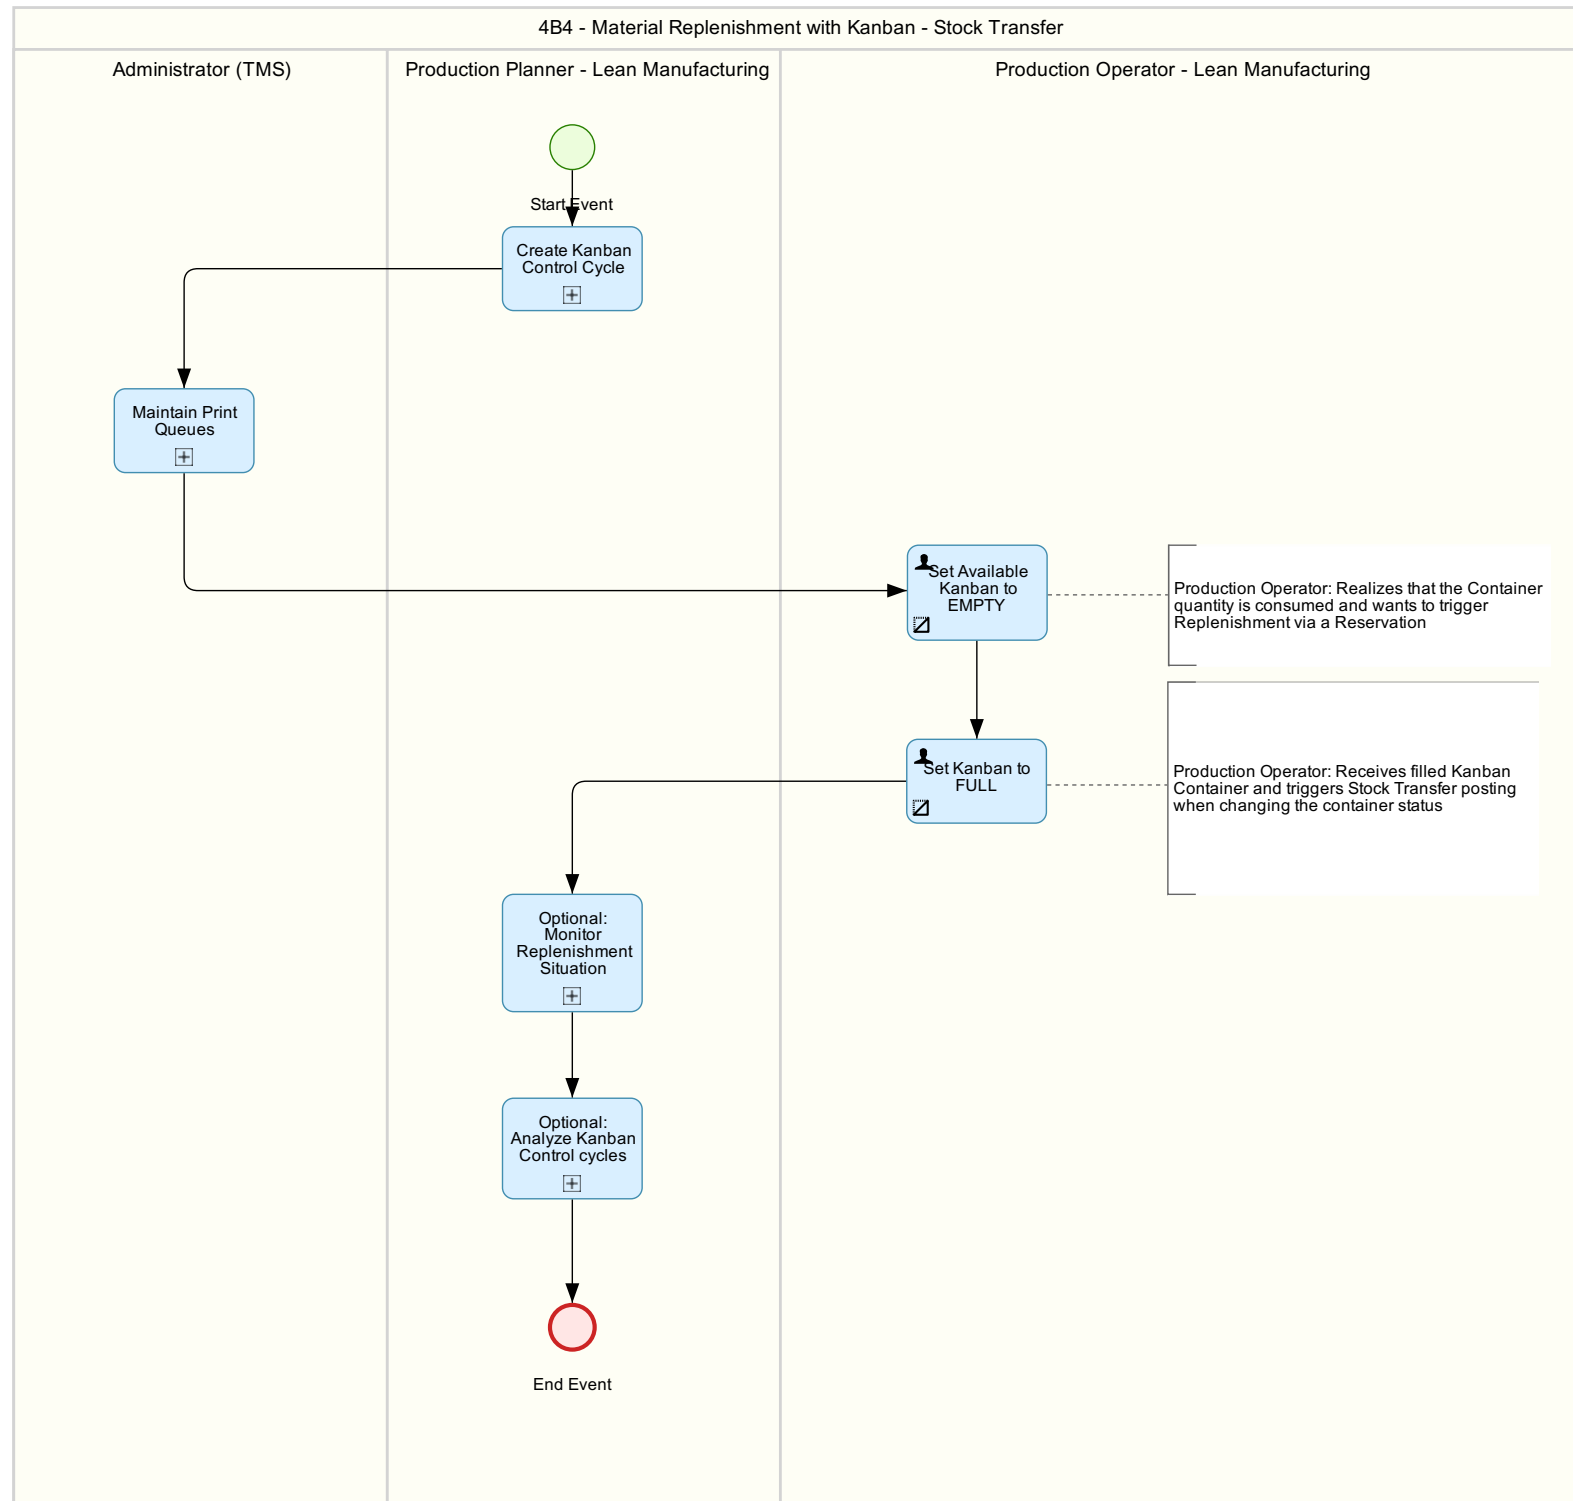 4B4 - Material Replenishment with Kanban - Stock Transfer
Administrator (TMS)
Production Planner - Lean Manufacturing
Production Operator - Lean Manufacturing
Start Event
Create Kanban
Control Cycle
Maintain Print
Queues
Set Available
Kanban to
EMPTY
Production Operator: Realizes that the Container
quantity is consumed and wants to trigger
Replenishment via a Reservation
Set Kanban to
FULL
Production Operator: Receives filled Kanban
Container and triggers Stock Transfer posting
when changing the container status
Optional:
Monitor
Replenishment
Situation
Optional:
Analyze Kanban
Control cycles
End Event